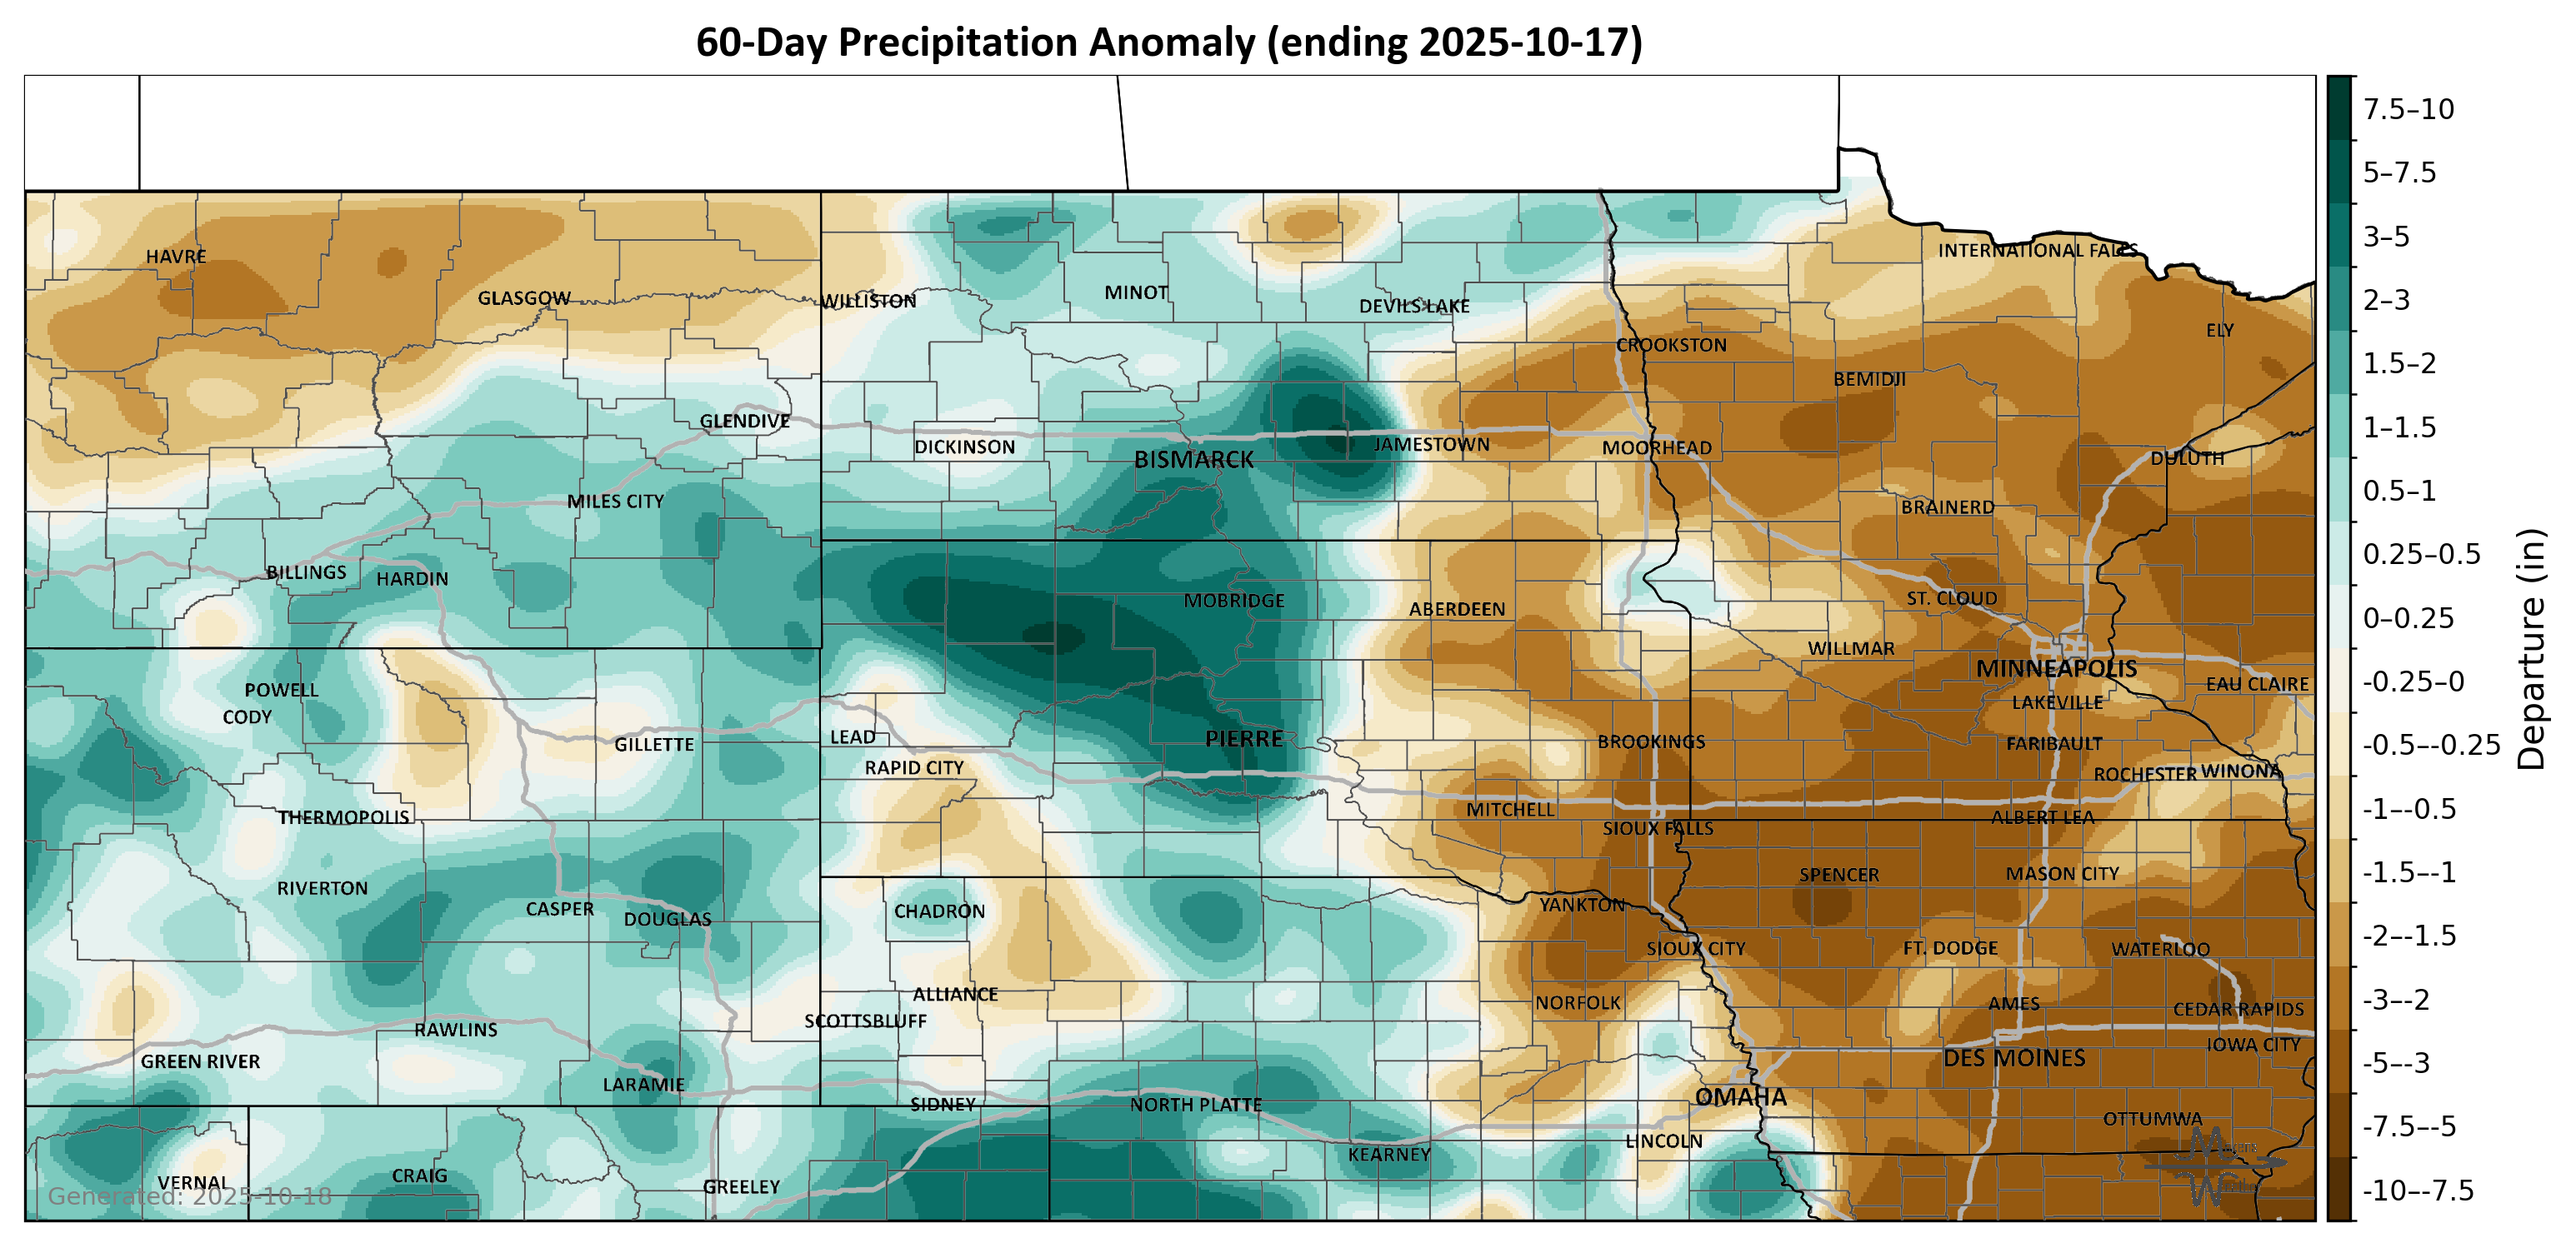 60-Day Precipitation Anomaly (ending 2025-10-17)
7.5–10
5–7.5
3–5
2–3
1.5–2
1–1.5
0.5–1
0.25–0.5
0–0.25
-0.25–0
-0.5–-0.25
-1–-0.5
-1.5–-1
-2–-1.5
-3–-2
-5–-3
-7.5–-5
-10–-7.5
Departure (in)
HAVRE
INTERNATIONAL FALLS
GLASGOW
WILLISTON
MINOT
DEVILS LAKE
ELY
CROOKSTON
BEMIDJI
GLENDIVE
DICKINSON
BISMARCK
JAMESTOWN
MOORHEAD
DULUTH
MILES CITY
BRAINERD
BILLINGS
HARDIN
MOBRIDGE
ABERDEEN
ST. CLOUD
WILLMAR
MINNEAPOLIS
EAU CLAIRE
POWELL
CODY
LAKEVILLE
GILLETTE
LEAD
PIERRE
BROOKINGS
FARIBAULT
RAPID CITY
ROCHESTER
WINONA
THERMOPOLIS
MITCHELL
SIOUX FALLS
ALBERT LEA
RIVERTON
SPENCER
MASON CITY
CASPER
DOUGLAS
CHADRON
YANKTON
SIOUX CITY
FT. DODGE
WATERLOO
ALLIANCE
NORFOLK
AMES
CEDAR RAPIDS
SCOTTSBLUFF
RAWLINS
GREEN RIVER
DES MOINES
IOWA CITY
LARAMIE
SIDNEY
NORTH PLATTE
OMAHA
OTTUMWA
LINCOLN
KEARNEY
VERNAL
CRAIG
GREELEY
Generated: 2025-10-18